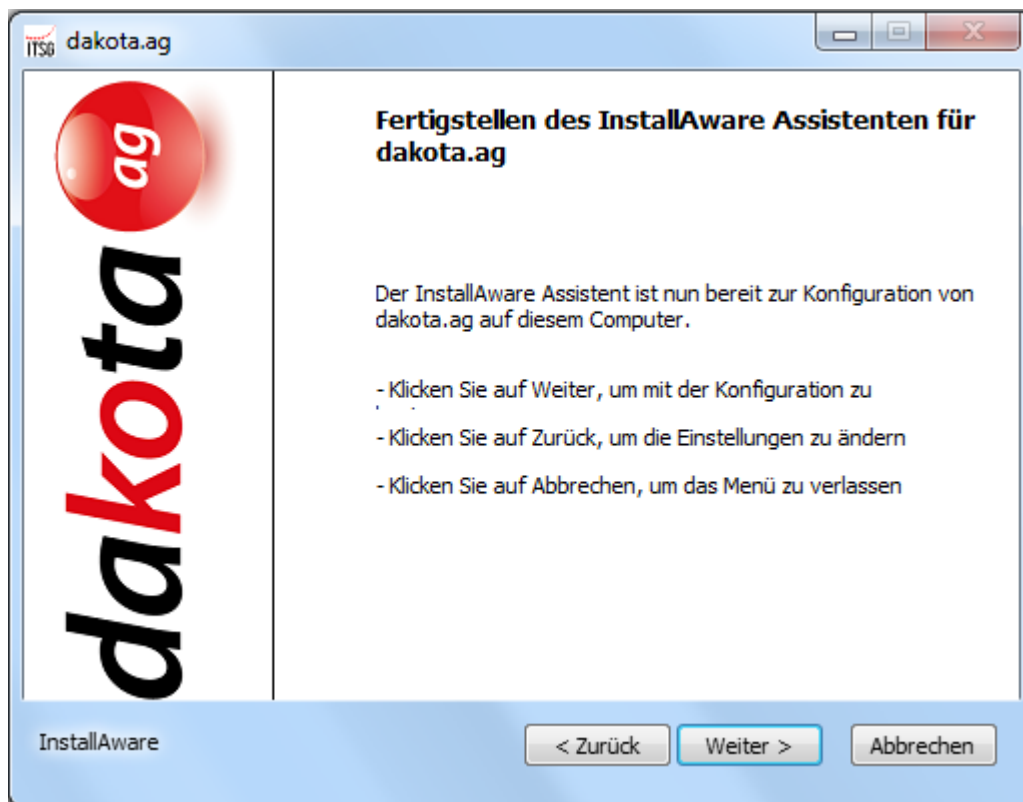 ITSG dakota.ag
dakota ag
Fertigstellen des InstallAware Assistenten für
dakota.ag
Der InstallAware Assistent ist nun bereit zur Konfiguration von
dakota.ag auf diesem Computer.
- Klicken Sie auf Weiter, um mit der Konfiguration zu
- Klicken Sie auf Zurück, um die Einstellungen zu ändern
- Klicken Sie auf Abbrechen, um das Menü zu verlassen
InstallAware
< Zurück Weiter > Abbrechen